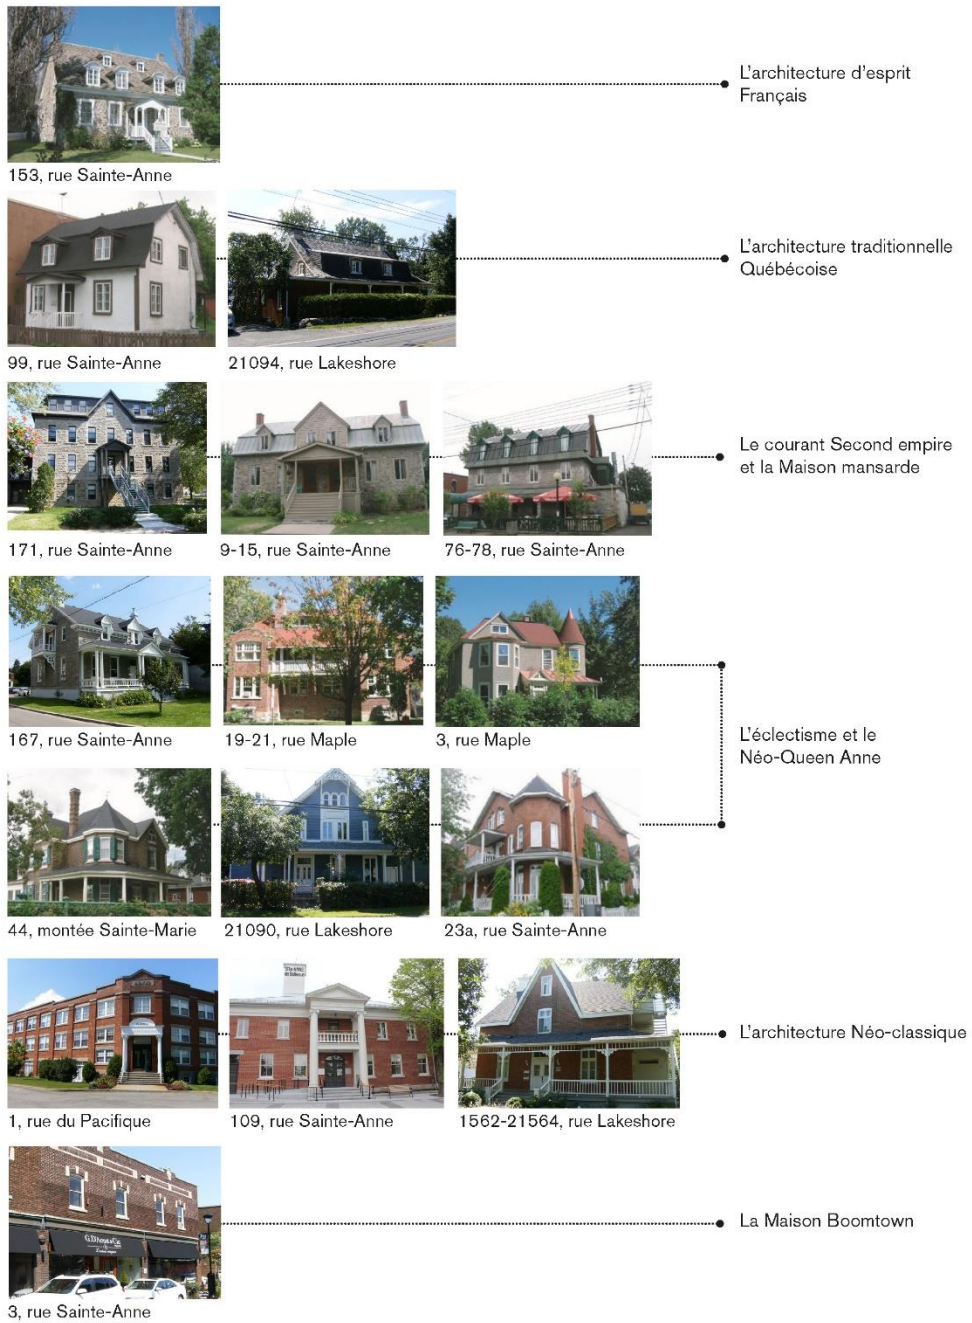 L'architecture d'esprit
Français
153, rue Sainte-Anne
L'architecture traditionnelle
Québécoise
99, rue Sainte-Anne
21094, rue Lakeshore
Le courant Second empire
et la Maison mansarde
171, rue Sainte-Anne
9-15, rue Sainte-Anne
76-78, rue Sainte-Anne
167, rue Sainte-Anne
19-21, rue Maple
3, rue Maple
L'éclectisme et le
Néo-Queen Anne
44, montée Sainte-Marie
21090, rue Lakeshore
23a, rue Sainte-Anne
L'architecture Néo-classique
1, rue du Pacifique
109, rue Sainte-Anne
1562-21564, rue Lakeshore
La Maison Boomtown
3, rue Sainte-Anne